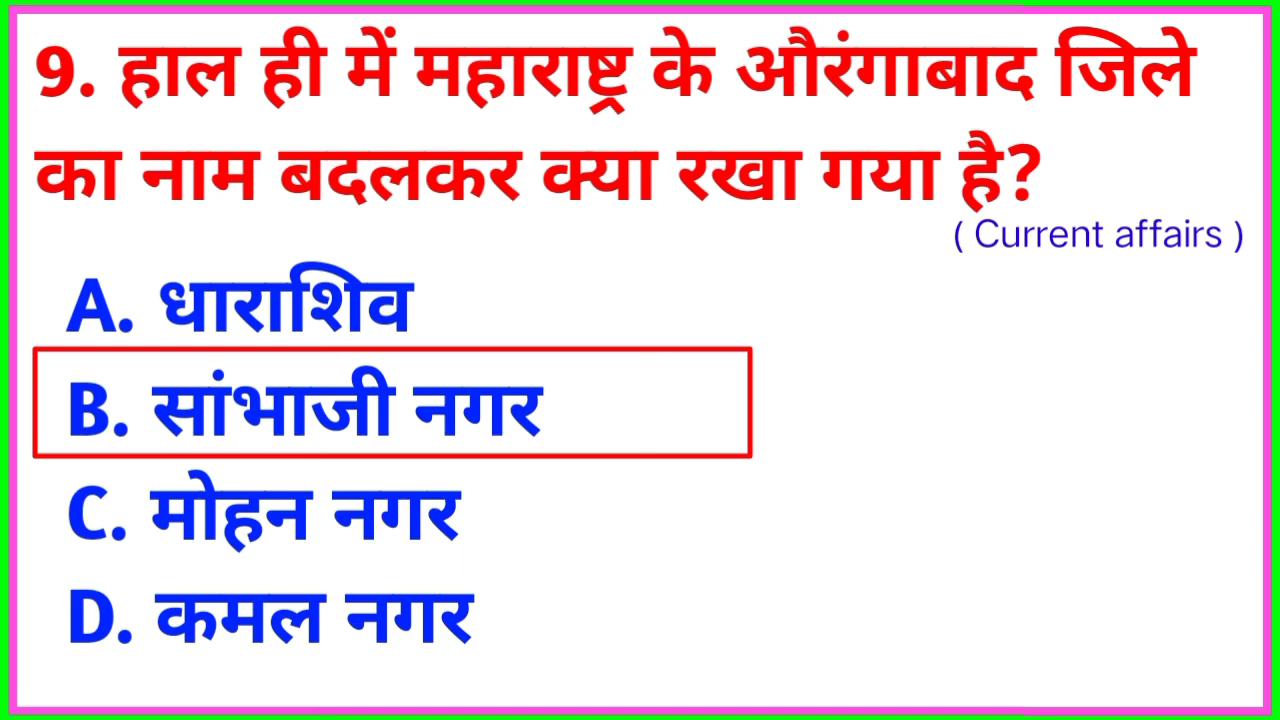 9. हाल ही में महाराष्ट्र के औरंगाबाद जिले
का नाम बदलकर क्या रखा गया है?
( Current affairs )
A. धाराशिव
B. सांभाजी नगर
C. मोहन नगर
D. कमल नगर